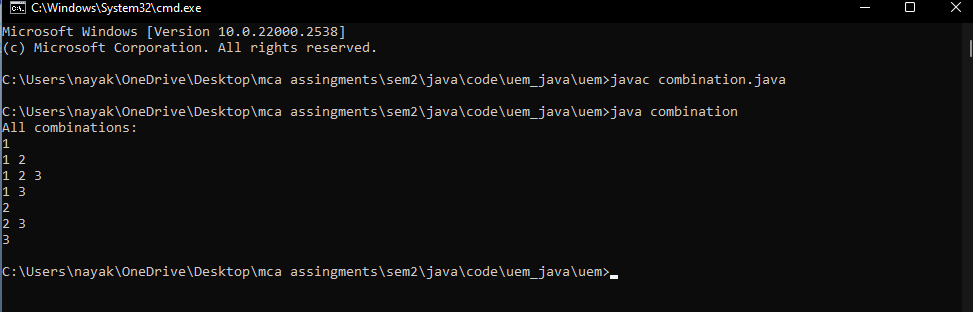 C:\Windows\System32\cmd.exe
Microsoft Windows [Version 10.0.22000.2538]
(c) Microsoft Corporation. All rights reserved.
C:\Users\nayak\OneDrive\Desktop\mca assingments\sem2\java\code\uem_java\uem>javac combination.java
C:\Users\nayak\OneDrive\Desktop\mca assingments\sem2\java\code\uem_java\uem>java combination
All combinations:
1
1 2
1 2 3
1 3
2
2 3
3
C:\Users\nayak\OneDrive\Desktop\mca assingments\sem2\java\code\uem_java\uem>